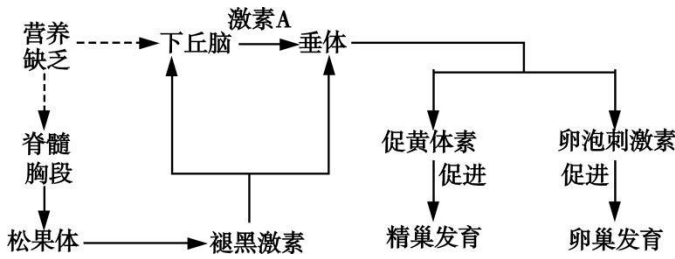 激素A
营养
缺乏
下丘脑
垂体
脊髓
胸段
促黄体素
卵泡刺激素
促进
促进
松果体
褪黑激素
精巢发育
卵巢发育